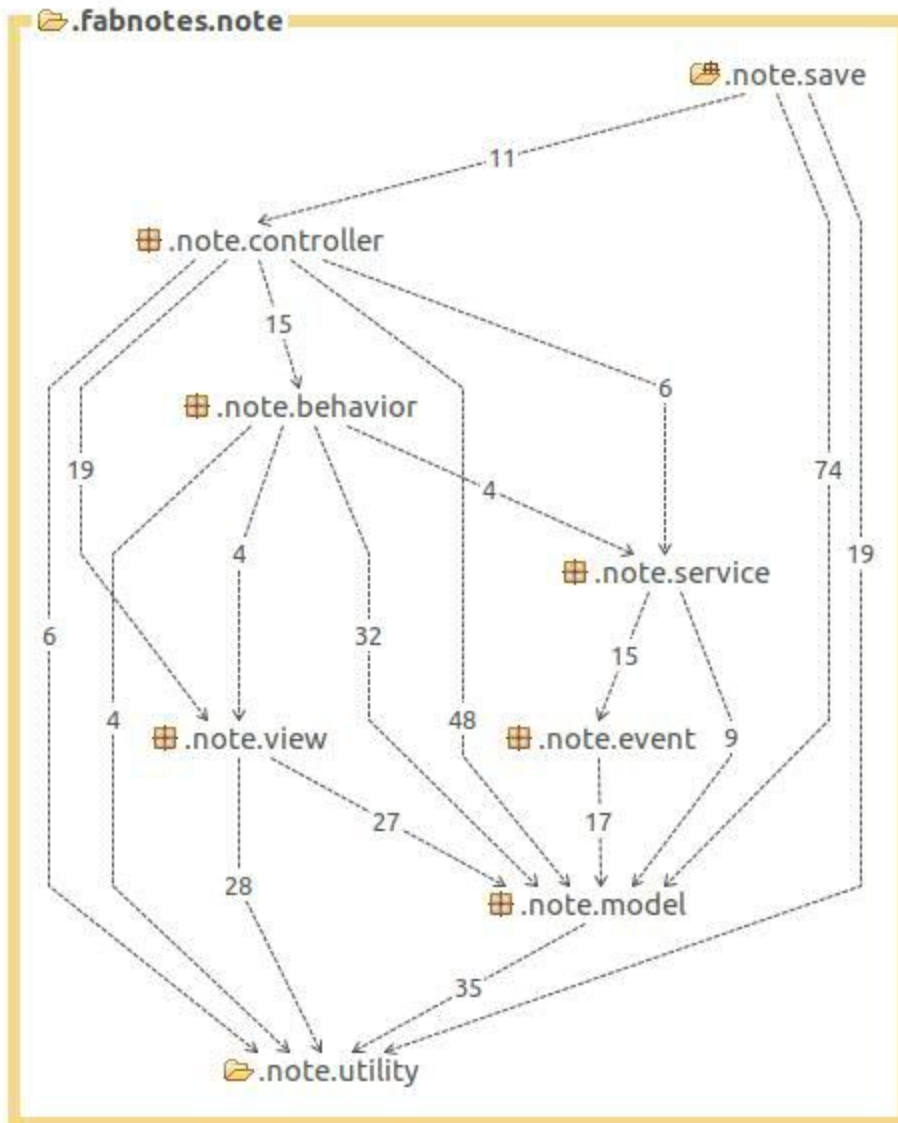 .fabnotes.note
.note.save
11
.note.controller
15
6
.note.behavior
19
4
74
4
.note.service
19
6
32
15
4
48
9
.note.view
.note.event
27
17
28
.note.model
35
.note.utility